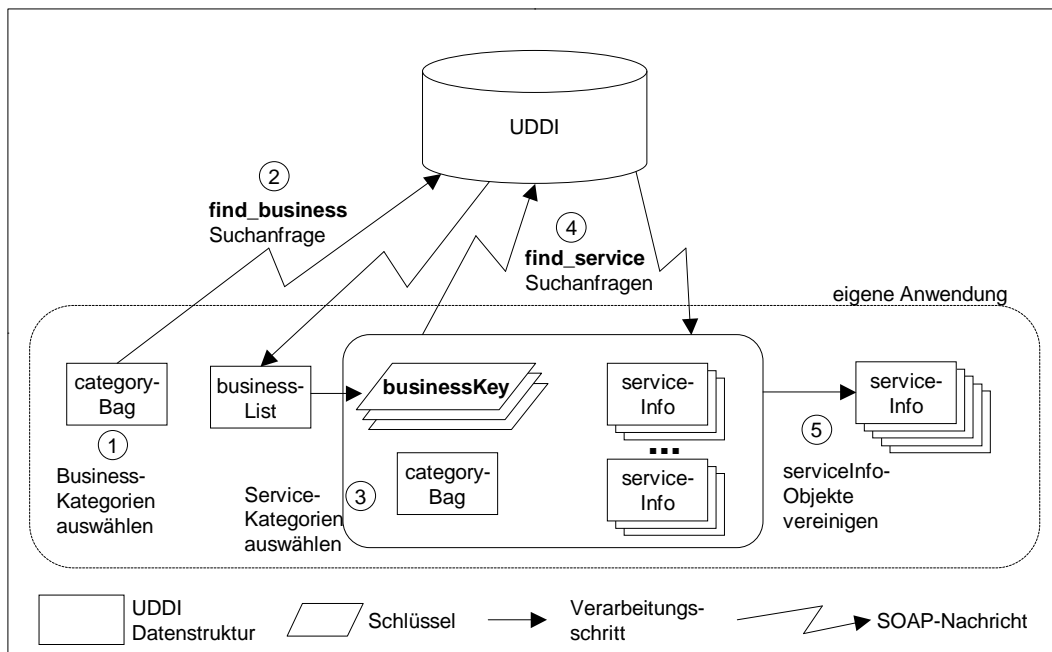 UDDI
2
find_business
Suchanfrage
4
find_service
Suchanfragen
eigene Anwendung
category-
Bag
business-
List
businessKey
service-
Info
service-
Info
1
Business-
Kategorien
auswählen
Service-
Kategorien
auswählen
3
category-
Bag
...
service-
Info
5
serviceInfo-
Objekte
vereinigen
UDDI
Datenstruktur
Schlüssel
Verarbeitungs-
schritt
SOAP-Nachricht